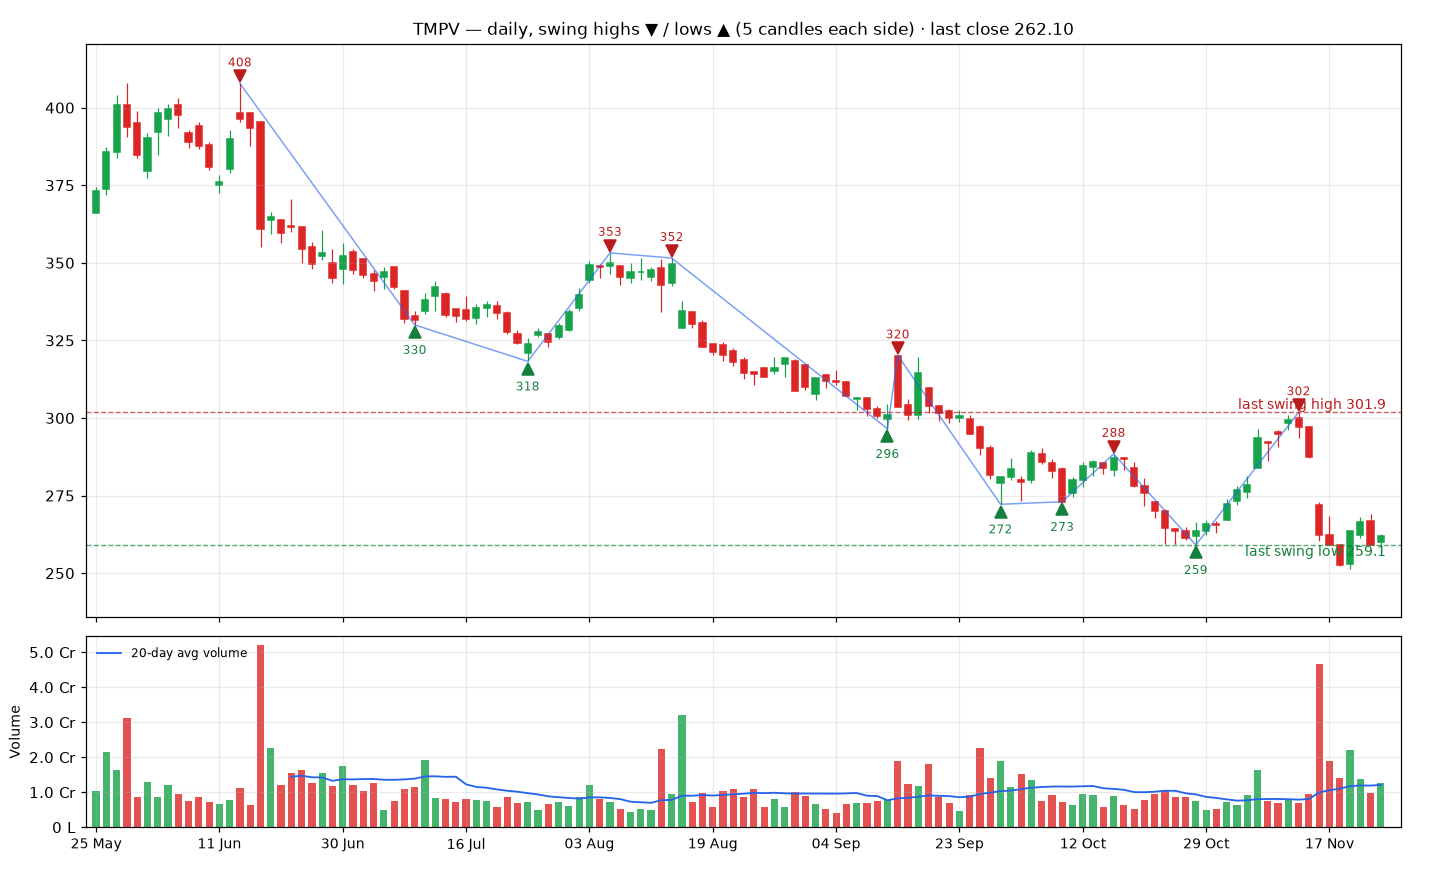 TMPV — daily, swing highs ▼ / lows ▲ (5 candles each side) · last close 262.10
408
400
375
353
352
350
330
325
320
318
302
last swing high 301.9
300
296
288
275
272
273
last swing low 259.1
259
250
20-day avg volume
5.0 Cr
4.0 Cr
3.0 Cr
2.0 Cr
1.0 Cr
0 L
Volume
25 May 11 Jun 30 Jun 16 Jul 03 Aug 19 Aug 04 Sep 23 Sep 12 Oct 29 Oct 17 Nov